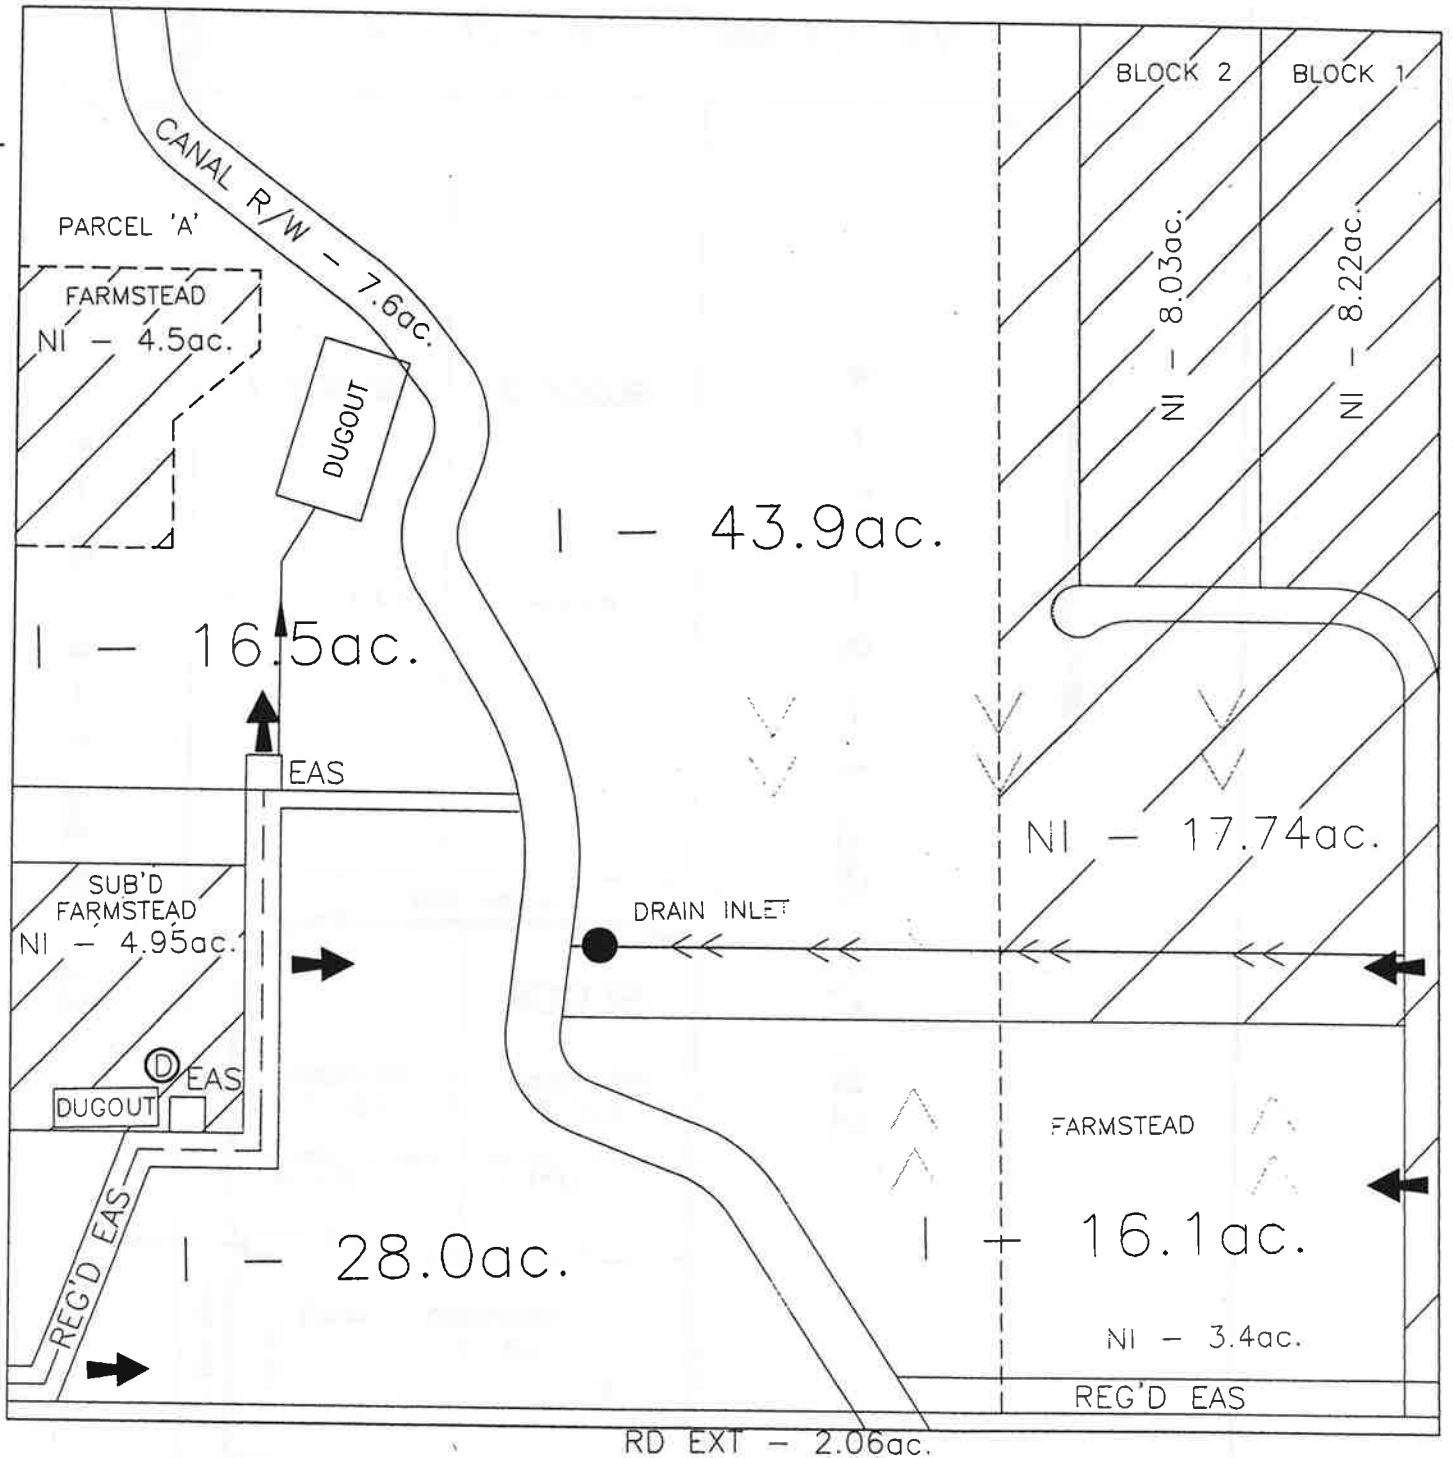 BLOCK 2
BLOCK 1
CANAL R/W - 7.6ac.
PARCEL 'A'
FARMSTEAD
NI - 4.5ac.
NI - 8.03ac.
NI - 8.22ac.
DUGOUT
I - 43.9ac.
I - 16.5ac.
EAS
NI - 17.74ac.
SUB'D
FARMSTEAD
NI - 4.95ac.
DRAIN INLET
D
EAS
DUGOUT
FARMSTEAD
REG'D EAS
I - 28.0ac.
I - 16.1ac.
NI - 3.4ac.
REG'D EAS
RD EXT - 2.06ac.